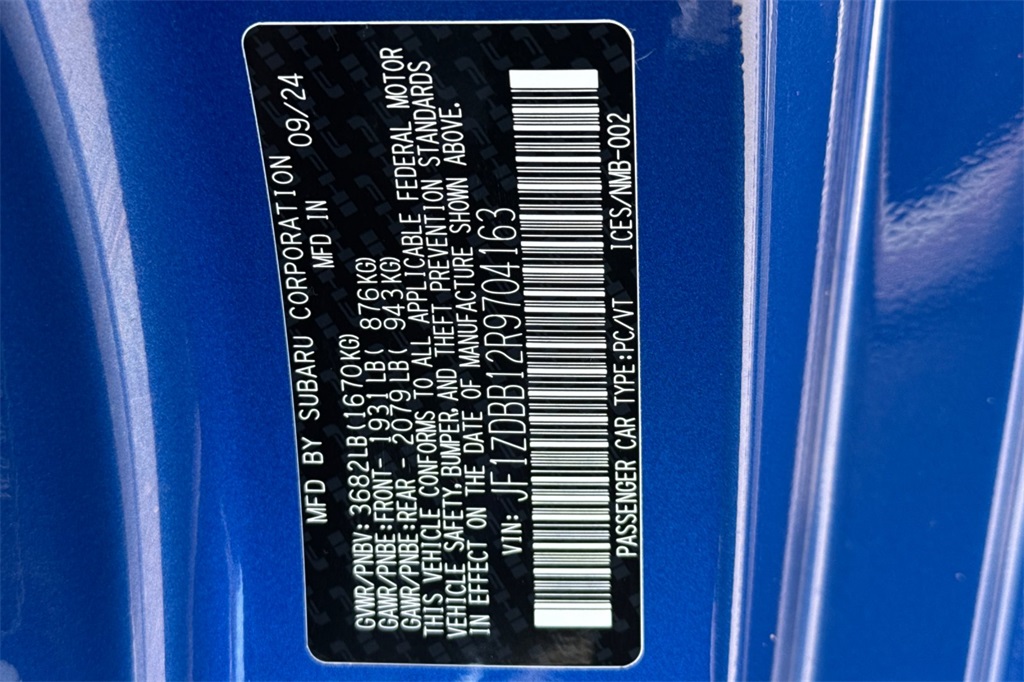 MFD BY SUBARU CORPORATION
MFD IN 09/24
GVWR/PNBV: 3682LB(1670KG)
GAWR/PNBE:FRONT- 1931LB( 876KG)
GAWR/PNBE:REAR - 2079LB( 943KG)
THIS VEHICLE CONFORMS TO ALL APPLICABLE FEDERAL MOTOR
VEHICLE SAFETY, BUMPER, AND THEFT PREVENTION STANDARDS
IN EFFECT ON THE DATE OF MANUFACTURE SHOWN ABOVE.
VIN: JF1ZDBB12R9704163
PASSENGER CAR TYPE:PC/VT ICES/NMB-002